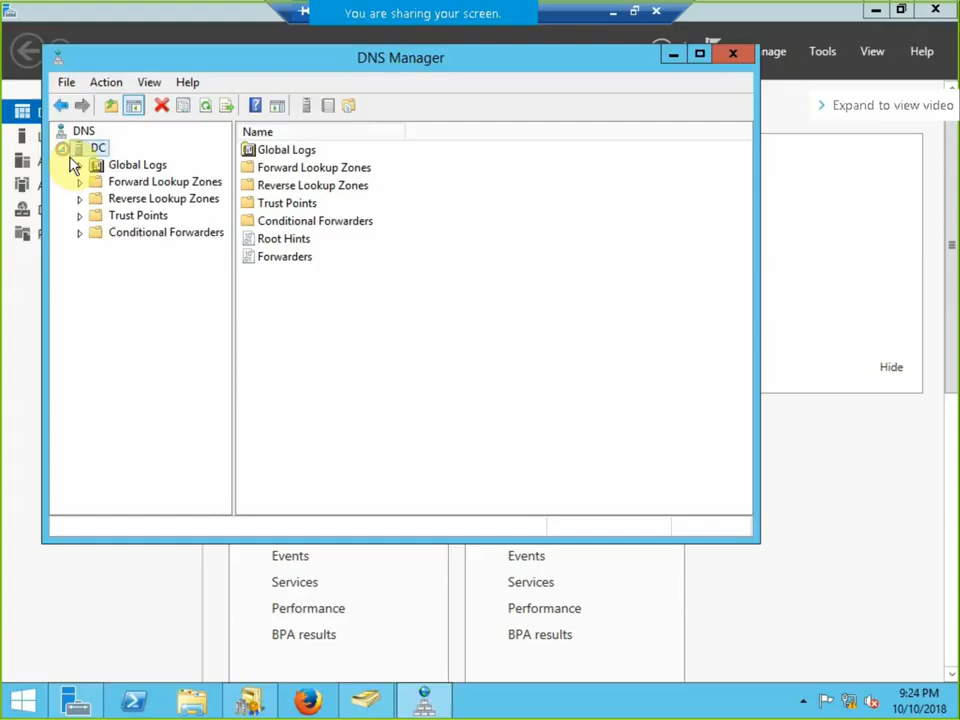 You are sharing your screen.
DNS Manager
nage
Tools
View
Help
File
Action
View
Help
Expand to view video
DNS
DC
Global Logs
Forward Lookup Zones
Reverse Lookup Zones
Trust Points
Conditional Forwarders
Name
Global Logs
Forward Lookup Zones
Reverse Lookup Zones
Trust Points
Conditional Forwarders
Root Hints
Forwarders
Hide
Events
Services
Performance
BPA results
Events
Services
Performance
BPA results
9:24 PM
10/10/2018